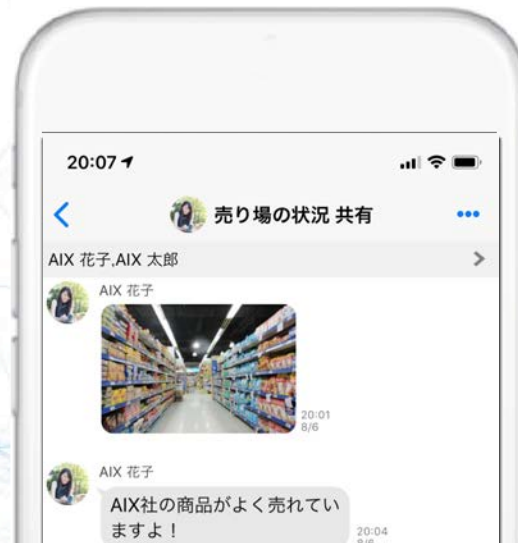 20:07
売り場の状況 共有
AIX 花子,AIX 太郎
AIX 花子
20:01
8/6
AIX 花子
AIX社の商品がよく売れてい
ますよ！
20:04
8/6